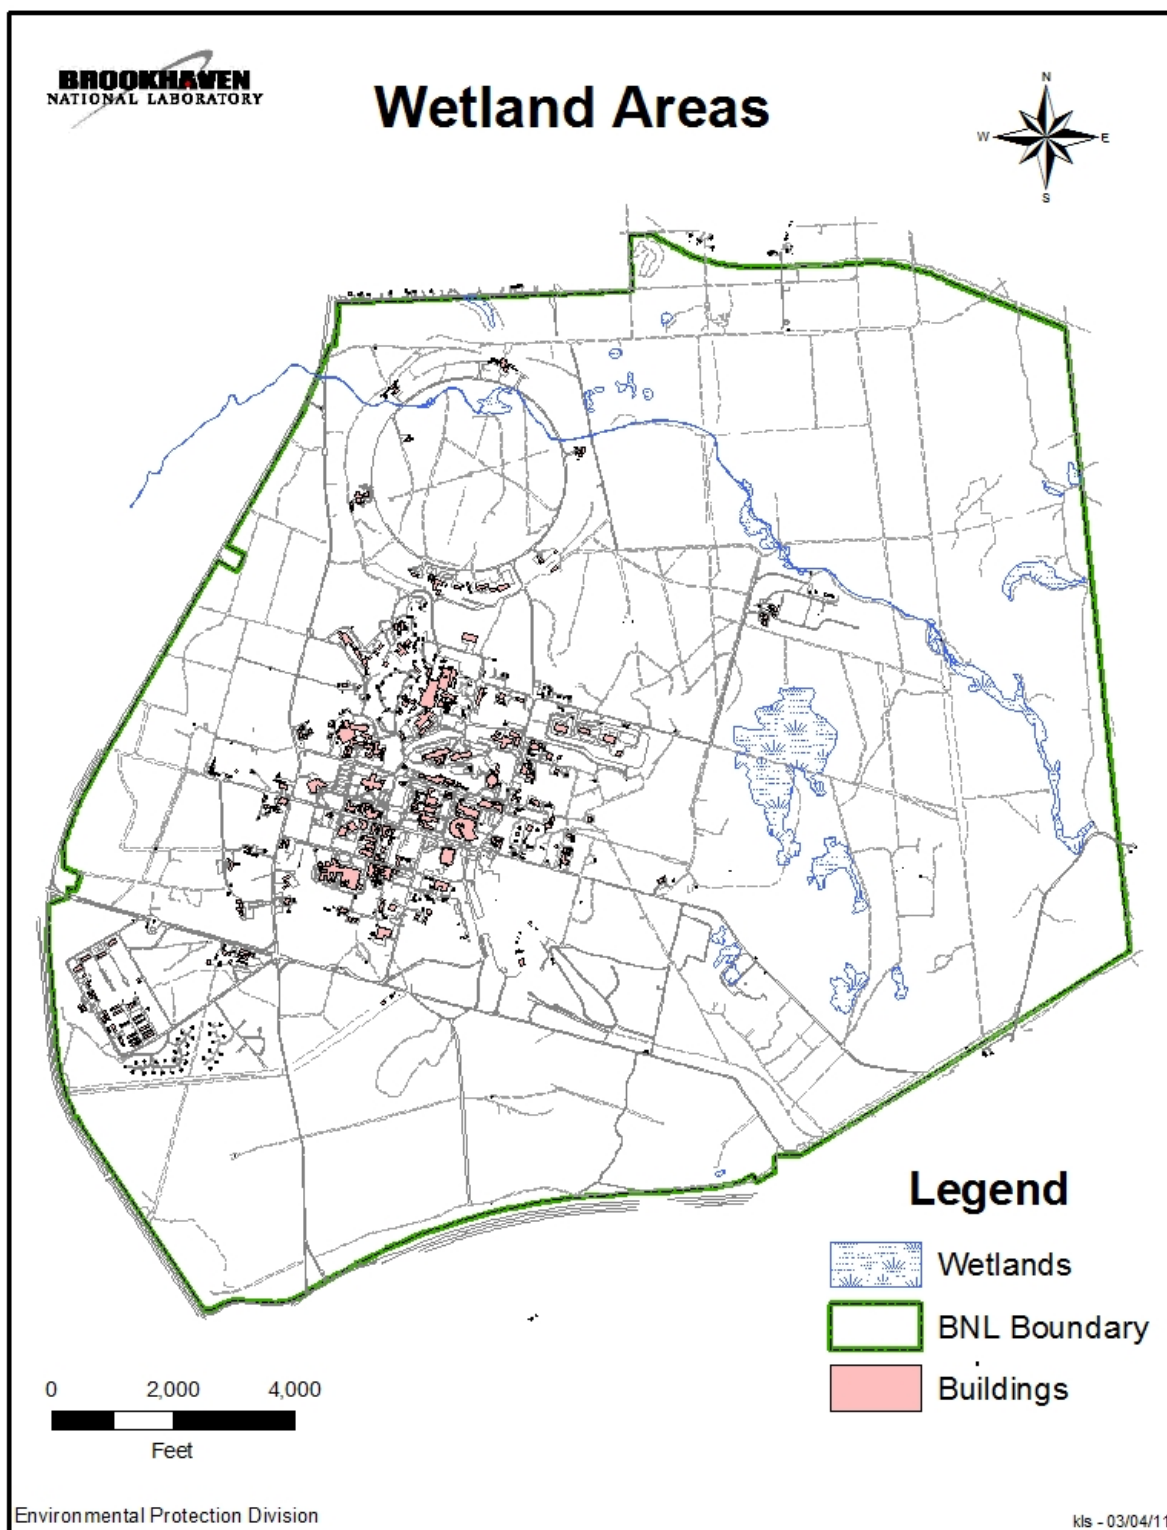 BROOKHAVEN
NATIONAL LABORATORY
Wetland Areas
N
W
E
S
Legend
Wetlands
BNL Boundary
Buildings
0 2,000 4,000
Feet
Environmental Protection Division
kls - 03/04/11